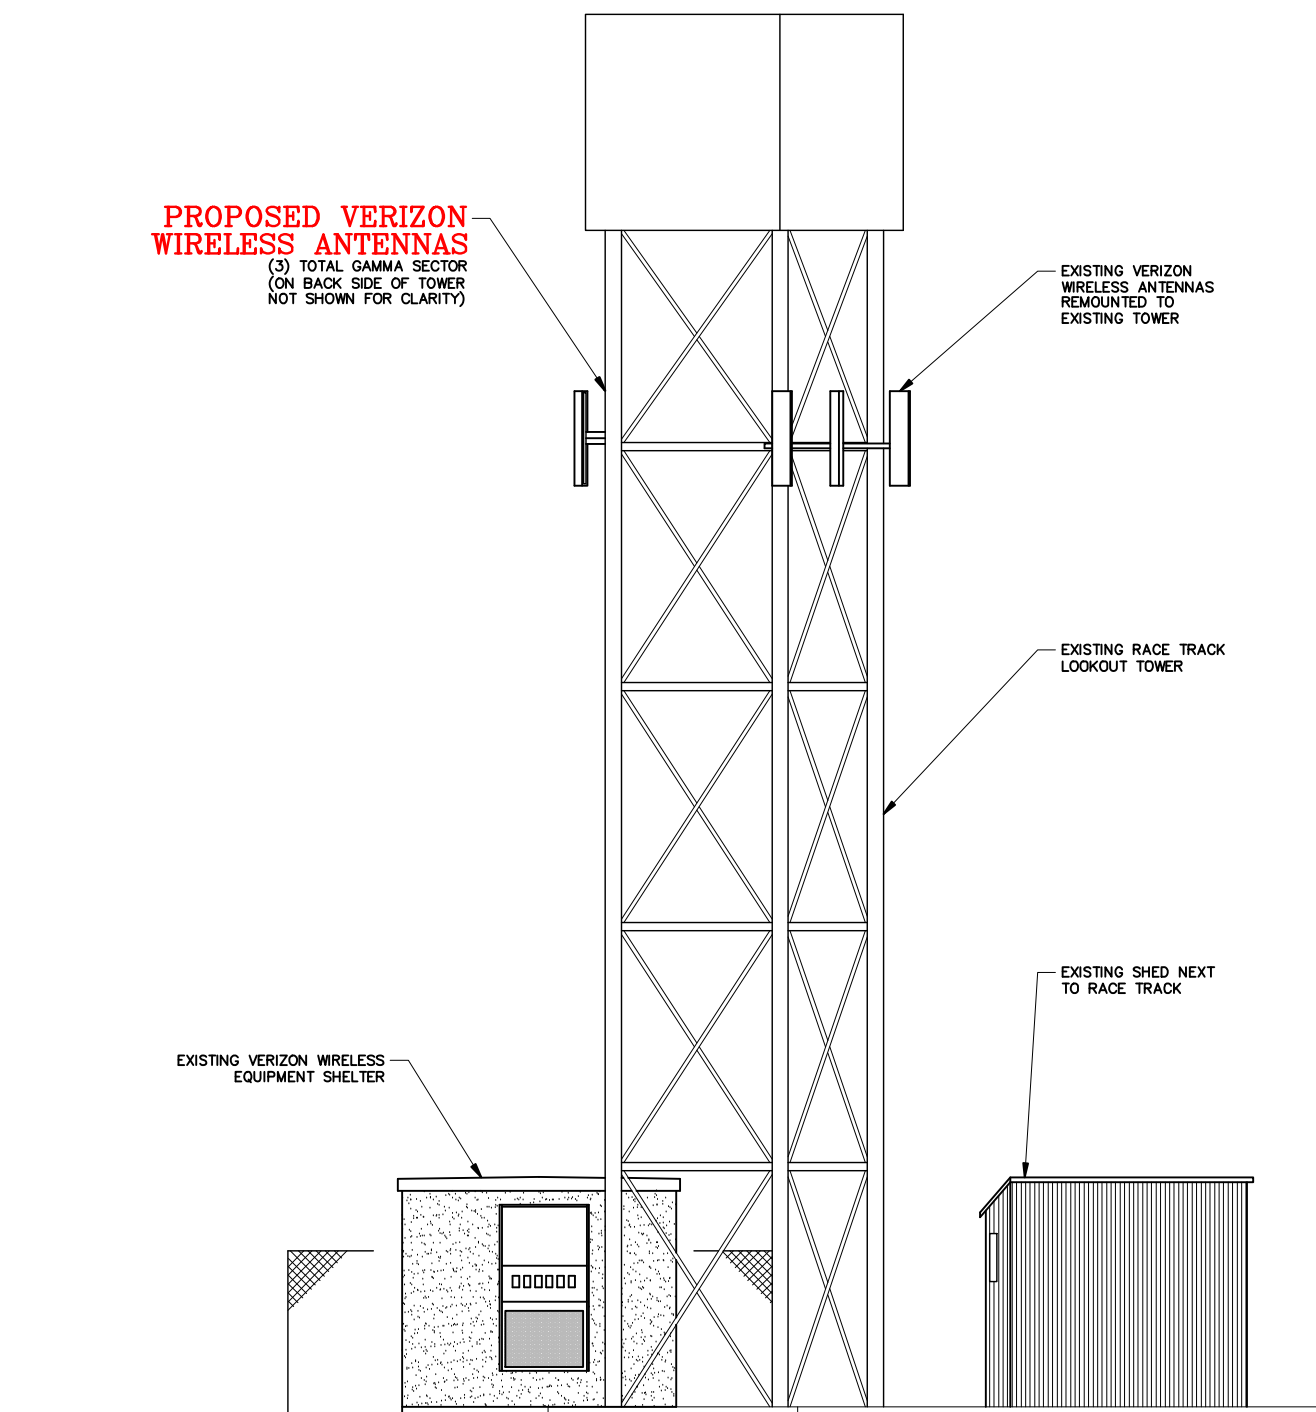 PROPOSED VERIZON
WIRELESS ANTENNAS
(3) TOTAL GAMMA SECTOR
(ON BACK SIDE OF TOWER
NOT SHOWN FOR CLARITY)
EXISTING VERIZON
WIRELESS ANTENNAS
REMOUNTED TO
EXISTING TOWER
EXISTING RACE TRACK
LOOKOUT TOWER
EXISTING SHED NEXT
TO RACE TRACK
EXISTING VERIZON WIRELESS
EQUIPMENT SHELTER